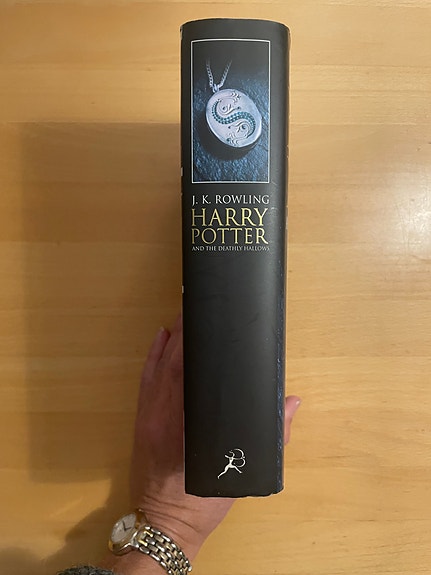 J. K. ROWLING
HARRY
POTTER
AND THE DEATHLY HALLOWS